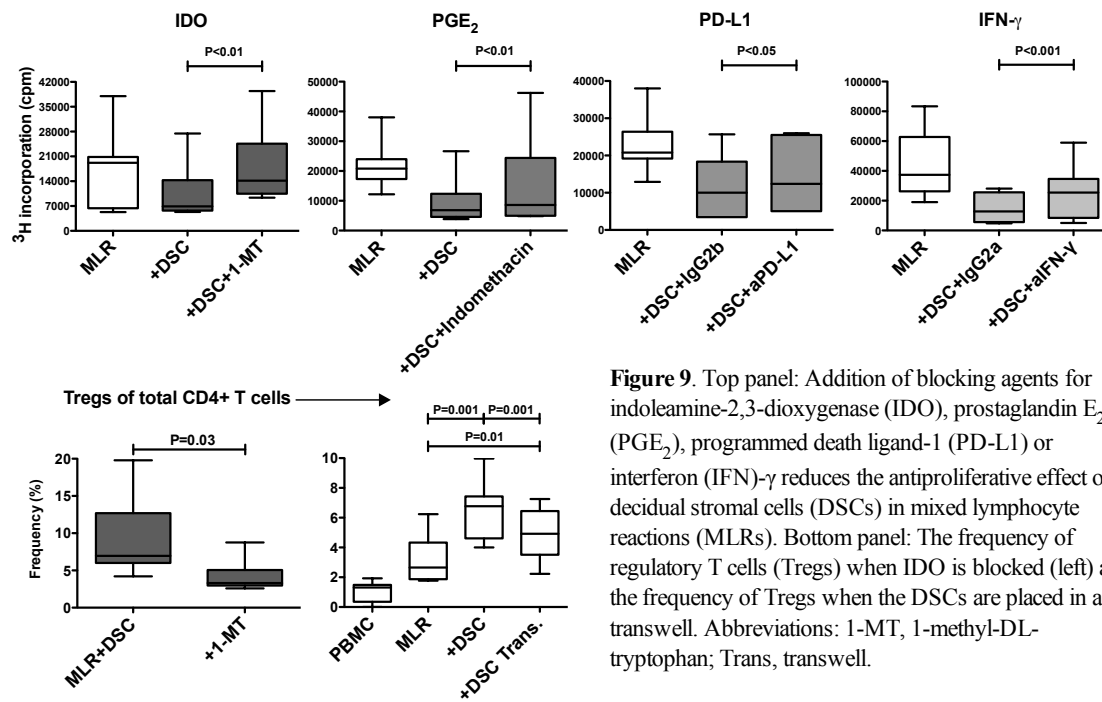 IDO
PGE2
PD-L1
IFN-γ
P<0.01
P<0.01
P<0.05
P<0.001
3H incorporation (cpm)
42000
35000
28000
21000
14000
7000
0
MLR
+DSC
+DSC+1-MT
50000
40000
30000
20000
10000
0
MLR
+DSC
+DSC+Indomethacin
40000
30000
20000
10000
0
MLR
+DSC+IgG2b
+DSC+aPD-L1
100000
80000
60000
40000
20000
0
MLR
+DSC+IgG2a
+DSC+aIFN-γ
Tregs of total CD4+ T cells
P=0.03
Frequency (%)
20
15
10
5
0
MLR+DSC
+1-MT
P=0.001
P=0.001
P=0.01
10
8
6
4
2
0
PBMC
MLR
+DSC
+DSC Trans.
Figure 9. Top panel: Addition of blocking agents for
indoleamine-2,3-dioxygenase (IDO), prostaglandin E2
(PGE2), programmed death ligand-1 (PD-L1) or
interferon (IFN)-γ reduces the antiproliferative effect o
decidual stromal cells (DSCs) in mixed lymphocyte
reactions (MLRs). Bottom panel: The frequency of
regulatory T cells (Tregs) when IDO is blocked (left) a
the frequency of Tregs when the DSCs are placed in a
transwell. Abbreviations: 1-MT, 1-methyl-DL-
tryptophan; Trans, transwell.